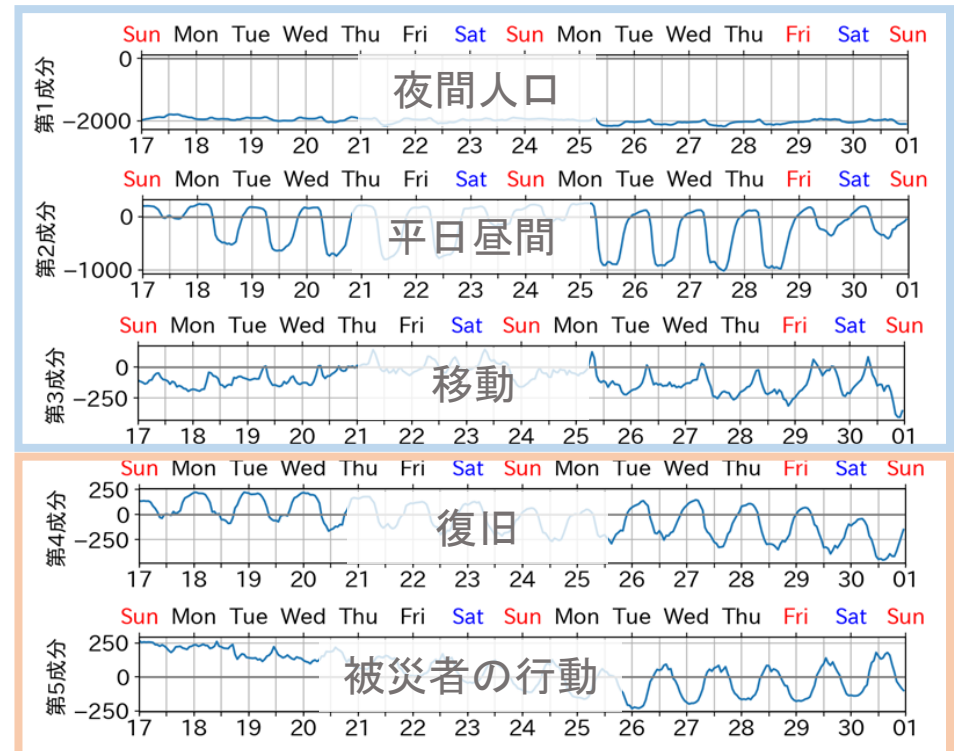 Sun Mon Tue Wed Thu Fri Sat Sun Mon Tue Wed Thu Fri Sat Sun
第1成分
0
−2000
夜間人口
17 18 19 20 21 22 23 24 25 26 27 28 29 30 01
Sun Mon Tue Wed Thu Fri Sat Sun Mon Tue Wed Thu Fri Sat Sun
第2成分
0
−1000
平日昼間
17 18 19 20 21 22 23 24 25 26 27 28 29 30 01
Sun Mon Tue Wed Thu Fri Sat Sun Mon Tue Wed Thu Fri Sat Sun
第3成分
0
−250
移動
17 18 19 20 21 22 23 24 25 26 27 28 29 30 01
Sun Mon Tue Wed Thu Fri Sat Sun Mon Tue Wed Thu Fri Sat Sun
第4成分
250
0
−250
復旧
17 18 19 20 21 22 23 24 25 26 27 28 29 30 01
Sun Mon Tue Wed Thu Fri Sat Sun Mon Tue Wed Thu Fri Sat Sun
第5成分
250
0
−250
被災者の行動
17 18 19 20 21 22 23 24 25 26 27 28 29 30 01